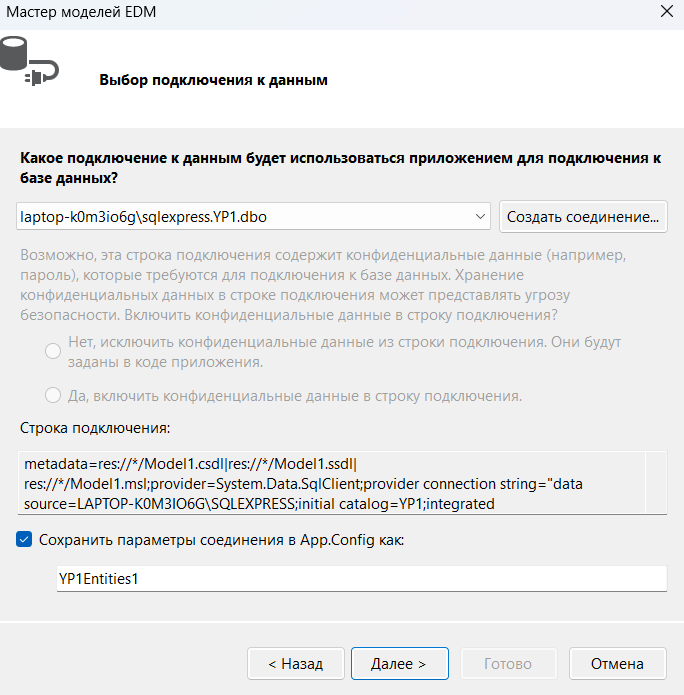 Мастер моделей EDM
Выбор подключения к данным
Какое подключение к данным будет использоваться приложением для подключения к
базе данных?
laptop-k0m3io6g\sqlexpress.YP1.dbo
Создать соединение...
Возможно, эта строка подключения содержит конфиденциальные данные (например,
пароль), которые требуются для подключения к базе данных. Хранение
конфиденциальных данных в строке подключения может представлять угрозу
безопасности. Включить конфиденциальные данные в строку подключения?
Нет, исключить конфиденциальные данные из строки подключения. Они будут
заданы в коде приложения.
Да, включить конфиденциальные данные в строку подключения.
Строка подключения:
metadata=res://*/Model1.csdl|res://*/Model1.ssdl|
res://*/Model1.msl;provider=System.Data.SqlClient;provider connection string="data
source=LAPTOP-K0M3IO6G\SQLEXPRESS;initial catalog=YP1;integrated
Сохранить параметры соединения в App.Config как:
YP1Entities1
< Назад
Далее >
Готово
Отмена